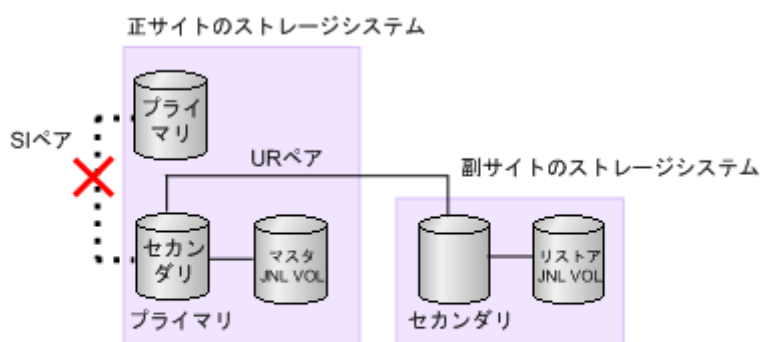 正サイトのストレージシステム
プライ
マリ
SIペア
URペア
副サイトのストレージシステム
セカン
ダリ
マスタ
JNL VOL
リストア
JNL VOL
プライマリ
セカンダリ